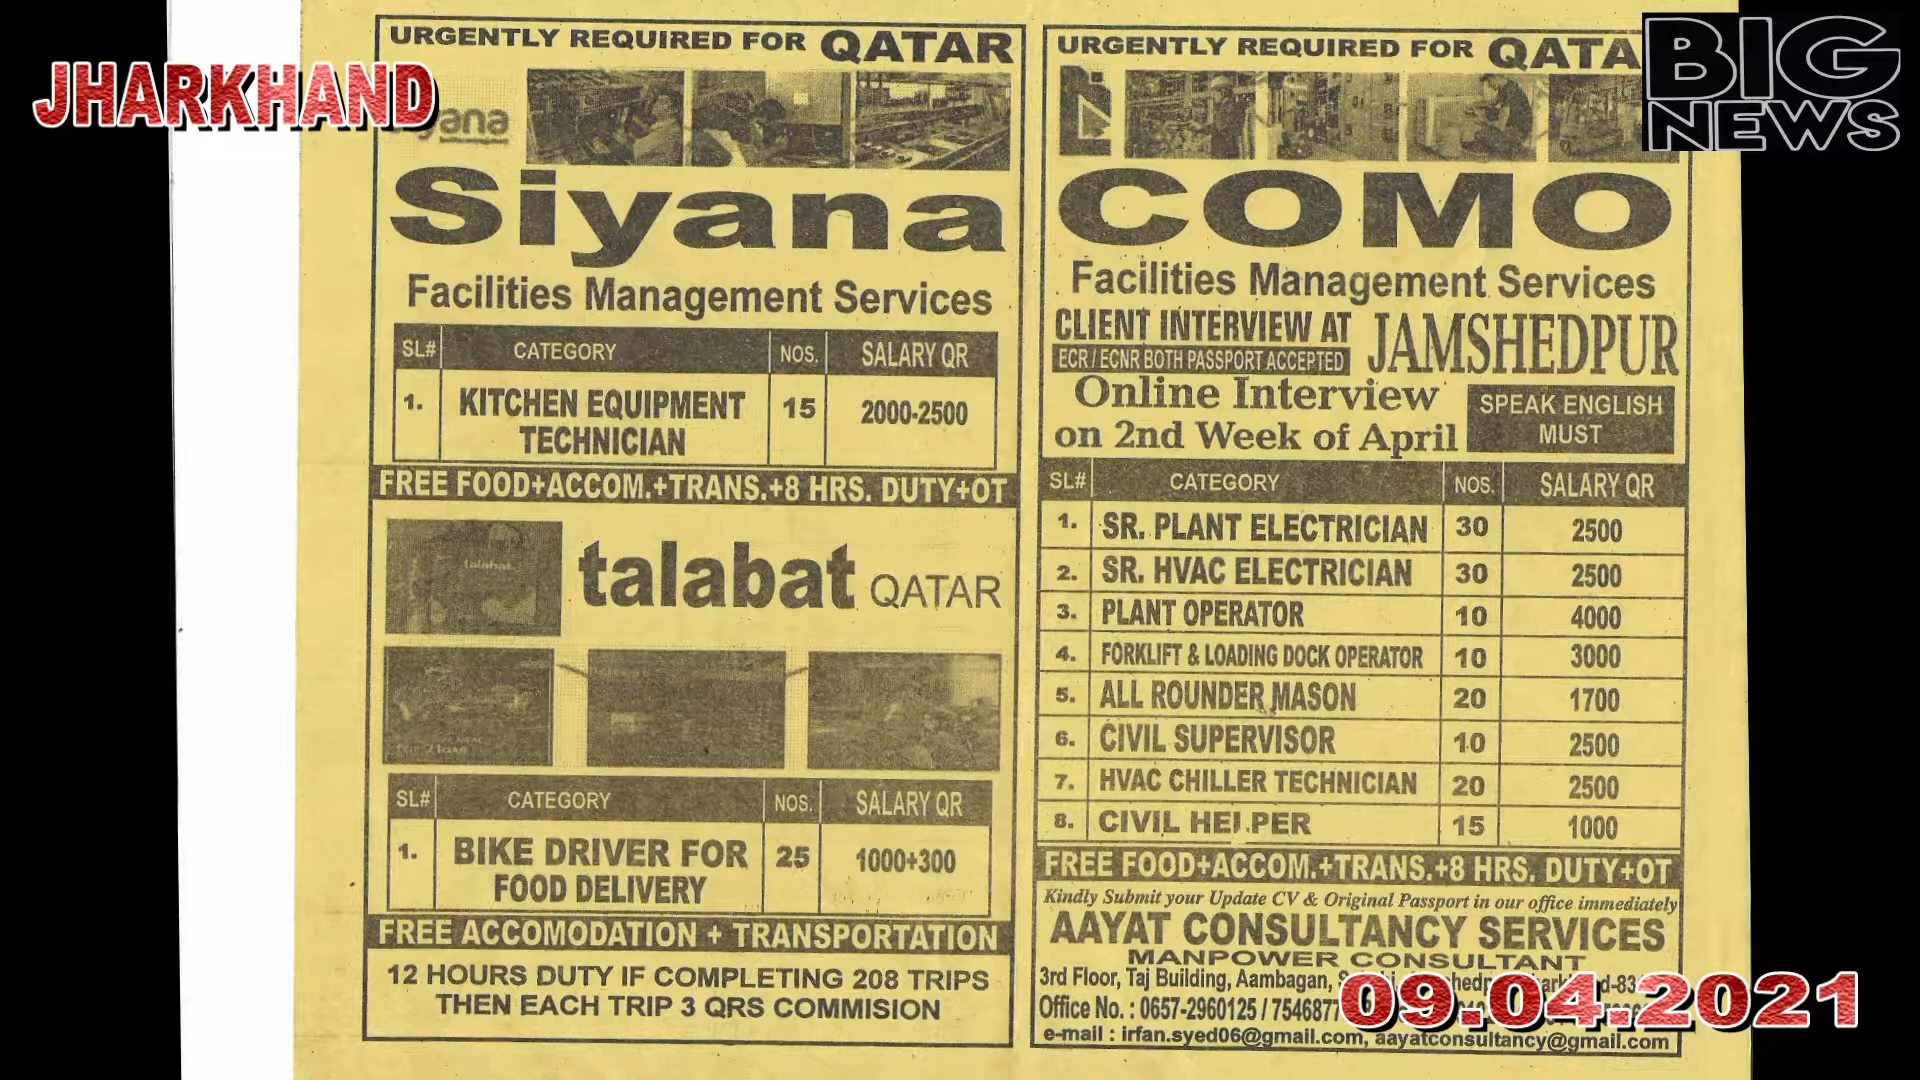 JHARKHAND
BIG
NEWS
URGENTLY REQUIRED FOR QATAR
Siyana
Facilities Management Services
SL# CATEGORY NOS. SALARY QR
1. KITCHEN EQUIPMENT TECHNICIAN 15 2000-2500
FREE FOOD+ACCOM.+TRANS.+8 HRS. DUTY+OT
talabat
talabat QATAR
SL# CATEGORY NOS. SALARY QR
1. BIKE DRIVER FOR FOOD DELIVERY 25 1000+300
FREE ACCOMODATION + TRANSPORTATION
12 HOURS DUTY IF COMPLETING 208 TRIPS
THEN EACH TRIP 3 QRS COMMISION
URGENTLY REQUIRED FOR QATA
COMO
Facilities Management Services
CLIENT INTERVIEW AT JAMSHEDPUR
ECR / ECNR BOTH PASSPORT ACCEPTED
Online Interview
on 2nd Week of April
SPEAK ENGLISH
MUST
SL# CATEGORY NOS. SALARY QR
1. SR. PLANT ELECTRICIAN 30 2500
2. SR. HVAC ELECTRICIAN 30 2500
3. PLANT OPERATOR 10 4000
4. FORKLIFT & LOADING DOCK OPERATOR 10 3000
5. ALL ROUNDER MASON 20 1700
6. CIVIL SUPERVISOR 10 2500
7. HVAC CHILLER TECHNICIAN 20 2500
8. CIVIL HELPER 15 1000
FREE FOOD+ACCOM.+TRANS.+8 HRS. DUTY+OT
Kindly Submit your Update CV & Original Passport in our office immediately
AAYAT CONSULTANCY SERVICES
MANPOWER CONSULTANT
3rd Floor, Taj Building, Aambagan,
Office No. : 0657-2960125 /
e-mail : irfan.syed06@gmail.com, aayatconsultancy@gmail.com
09.04.2021